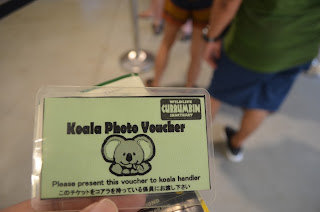 WILDLIFE
CURRUMBIN
SANCTUARY
Koala Photo Voucher
Please present this voucher to koala handler
このチケットをコアラを持っている係員にお渡し下さい